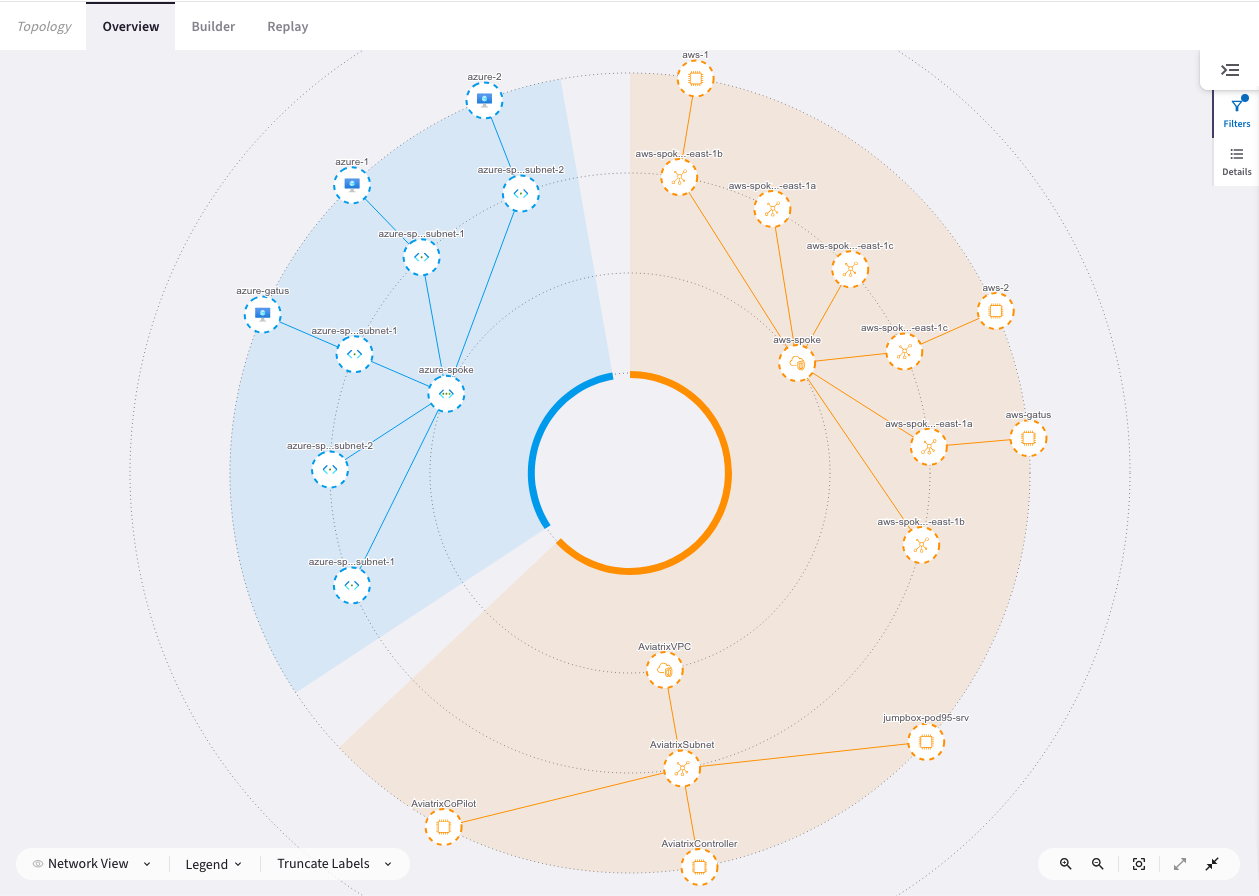 Topology Overview Builder Replay
aws-1
azure-2
Filters
aws-spok...-east-1b
azure-1
azure-sp...subnet-2
Details
aws-spok...-east-1a
azure-sp...subnet-1
aws-spok...-east-1c
azure-gatus
aws-2
azure-sp...subnet-1
aws-spok...-east-1c
aws-spoke
azure-spoke
aws-gatus
aws-spok...-east-1a
azure-sp...subnet-2
aws-spok...-east-1b
azure-sp...subnet-1
AviatrixVPC
jumpbox-pod95-srv
AviatrixSubnet
AviatrixCoPilot
AviatrixController
Network View Legend Truncate Labels